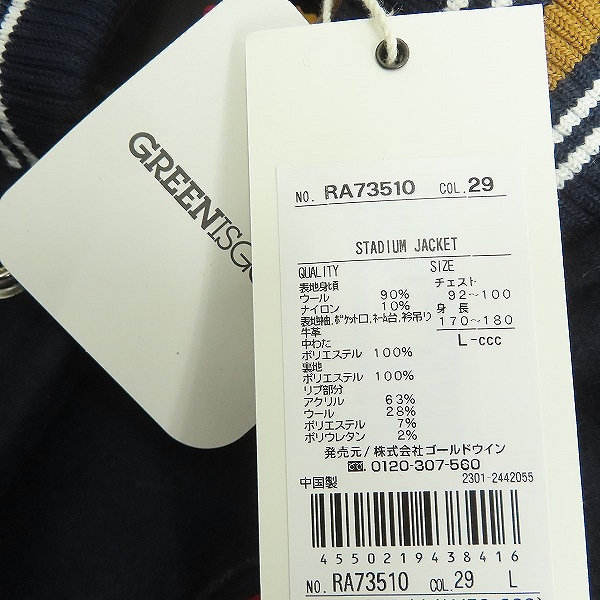 GREENISGO
NO. RA73510 COL. 29
STADIUM JACKET
QUALITY SIZE
表地身頃 チェスト
ウール 90% 92～100
ナイロン 10% 身 長
表地袖,ポケット口,ネーム台,衿吊り 170～180
牛革 L-ccc
中わた
ポリエステル 100%
裏地
ポリエステル 100%
リブ部分
アクリル 63%
ウール 28%
ポリエステル 7%
ポリウレタン 2%
発売元/株式会社ゴールドウイン
0120-307-560
中国製 2301-2442055
4550219438416
NO. RA73510 COL. 29 L